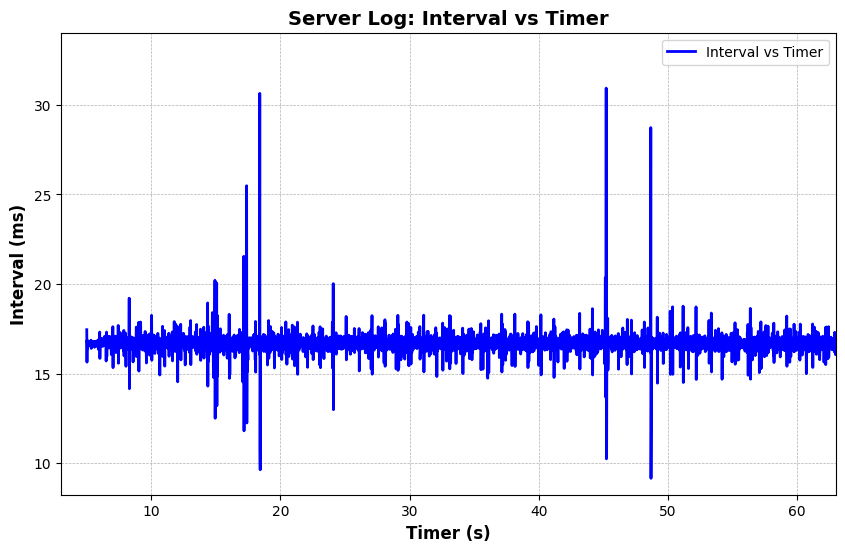 Server Log: Interval vs Timer
Interval vs Timer
Interval (ms)
30
25
20
15
10
10 20 30 40 50 60
Timer (s)